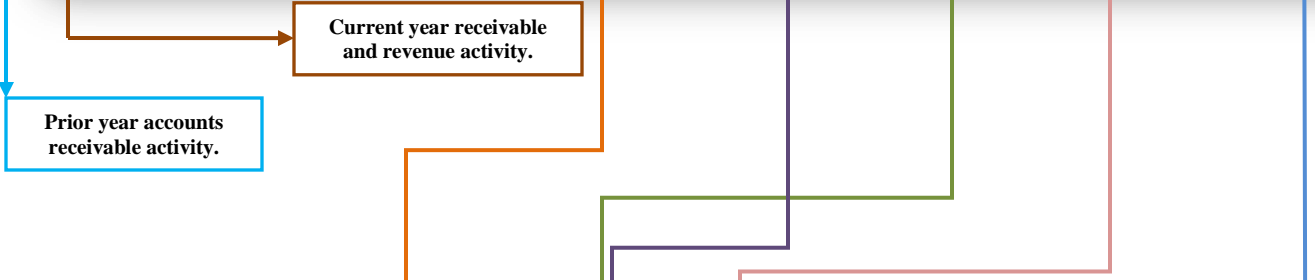 Current year receivable
and revenue activity.
Prior year accounts
receivable activity.